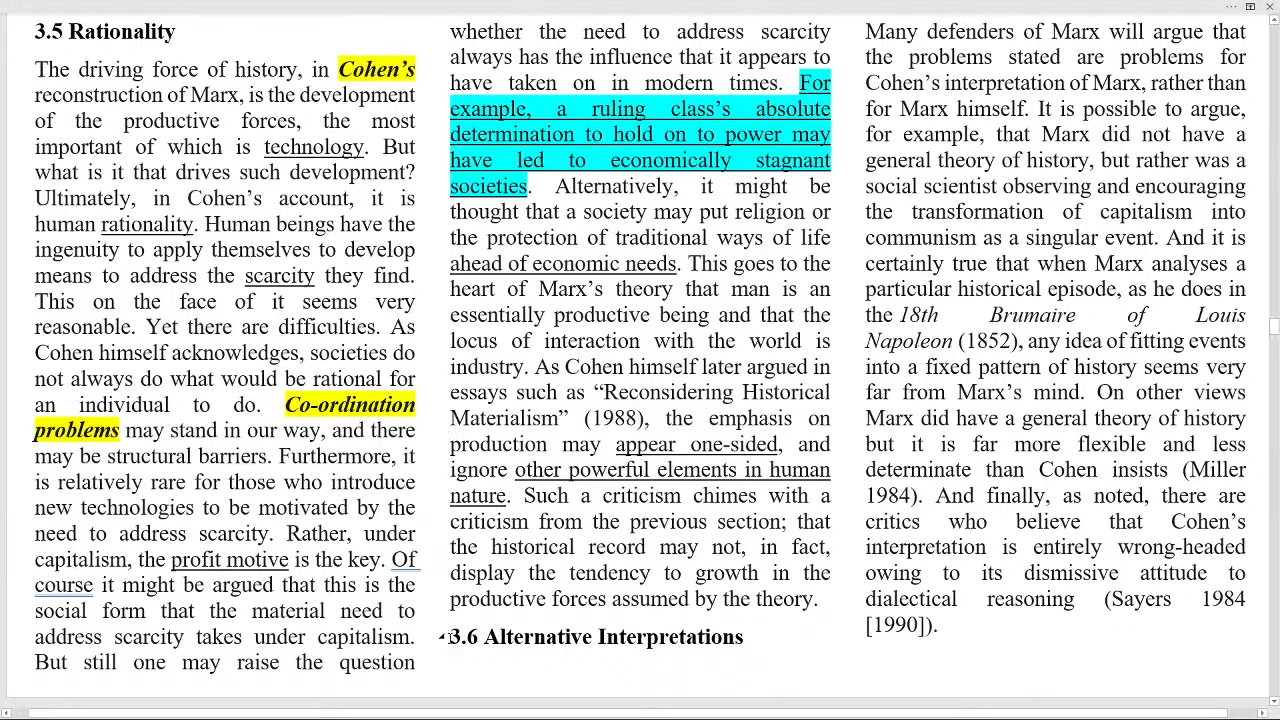 3.5 Rationality
The driving force of history, in Cohen’s
reconstruction of Marx, is the development
of the productive forces, the most
important of which is technology. But
what is it that drives such development?
Ultimately, in Cohen’s account, it is
human rationality. Human beings have the
ingenuity to apply themselves to develop
means to address the scarcity they find.
This on the face of it seems very
reasonable. Yet there are difficulties. As
Cohen himself acknowledges, societies do
not always do what would be rational for
an individual to do. Co-ordination
problems may stand in our way, and there
may be structural barriers. Furthermore, it
is relatively rare for those who introduce
new technologies to be motivated by the
need to address scarcity. Rather, under
capitalism, the profit motive is the key. Of
course it might be argued that this is the
social form that the material need to
address scarcity takes under capitalism.
But still one may raise the question
whether the need to address scarcity
always has the influence that it appears to
have taken on in modern times. For
example, a ruling class’s absolute
determination to hold on to power may
have led to economically stagnant
societies. Alternatively, it might be
thought that a society may put religion or
the protection of traditional ways of life
ahead of economic needs. This goes to the
heart of Marx’s theory that man is an
essentially productive being and that the
locus of interaction with the world is
industry. As Cohen himself later argued in
essays such as “Reconsidering Historical
Materialism” (1988), the emphasis on
production may appear one-sided, and
ignore other powerful elements in human
nature. Such a criticism chimes with a
criticism from the previous section; that
the historical record may not, in fact,
display the tendency to growth in the
productive forces assumed by the theory.
3.6 Alternative Interpretations
Many defenders of Marx will argue that
the problems stated are problems for
Cohen’s interpretation of Marx, rather than
for Marx himself. It is possible to argue,
for example, that Marx did not have a
general theory of history, but rather was a
social scientist observing and encouraging
the transformation of capitalism into
communism as a singular event. And it is
certainly true that when Marx analyses a
particular historical episode, as he does in
the 18th Brumaire of Louis
Napoleon (1852), any idea of fitting events
into a fixed pattern of history seems very
far from Marx’s mind. On other views
Marx did have a general theory of history
but it is far more flexible and less
determinate than Cohen insists (Miller
1984). And finally, as noted, there are
critics who believe that Cohen’s
interpretation is entirely wrong-headed
owing to its dismissive attitude to
dialectical reasoning (Sayers 1984
[1990]).